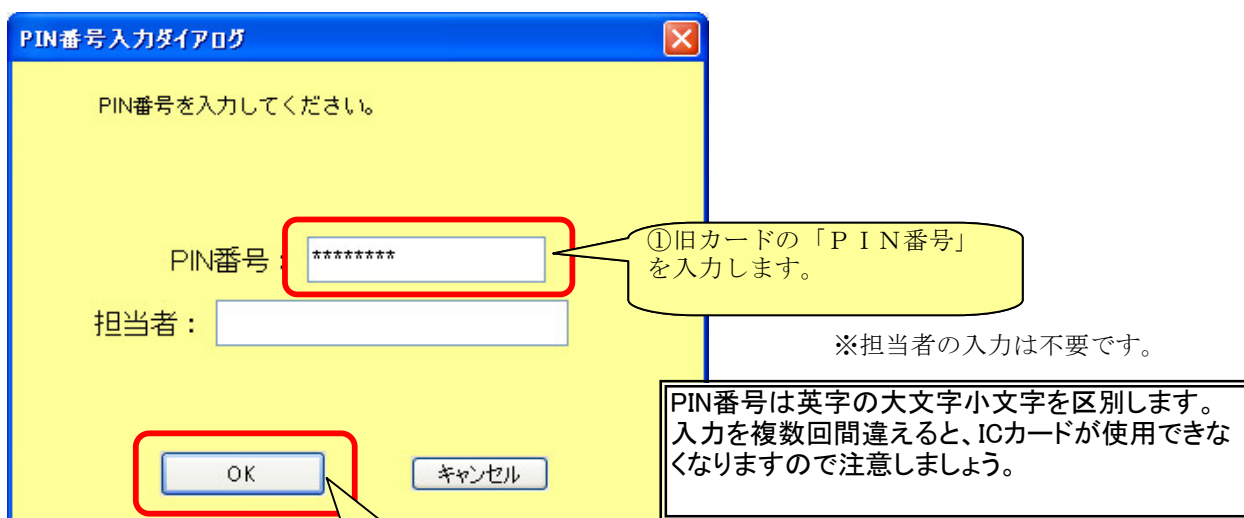 PIN番号入力ダイアログ
PIN番号を入力してください。
PIN番号：
********
①旧カードの「ＰＩＮ番号」
を入力します。
担当者：
※担当者の入力は不要です。
PIN番号は英字の大文字小文字を区別します。
入力を複数回間違えると、ICカードが使用できな
くなりますので注意しましょう。
OK
キャンセル